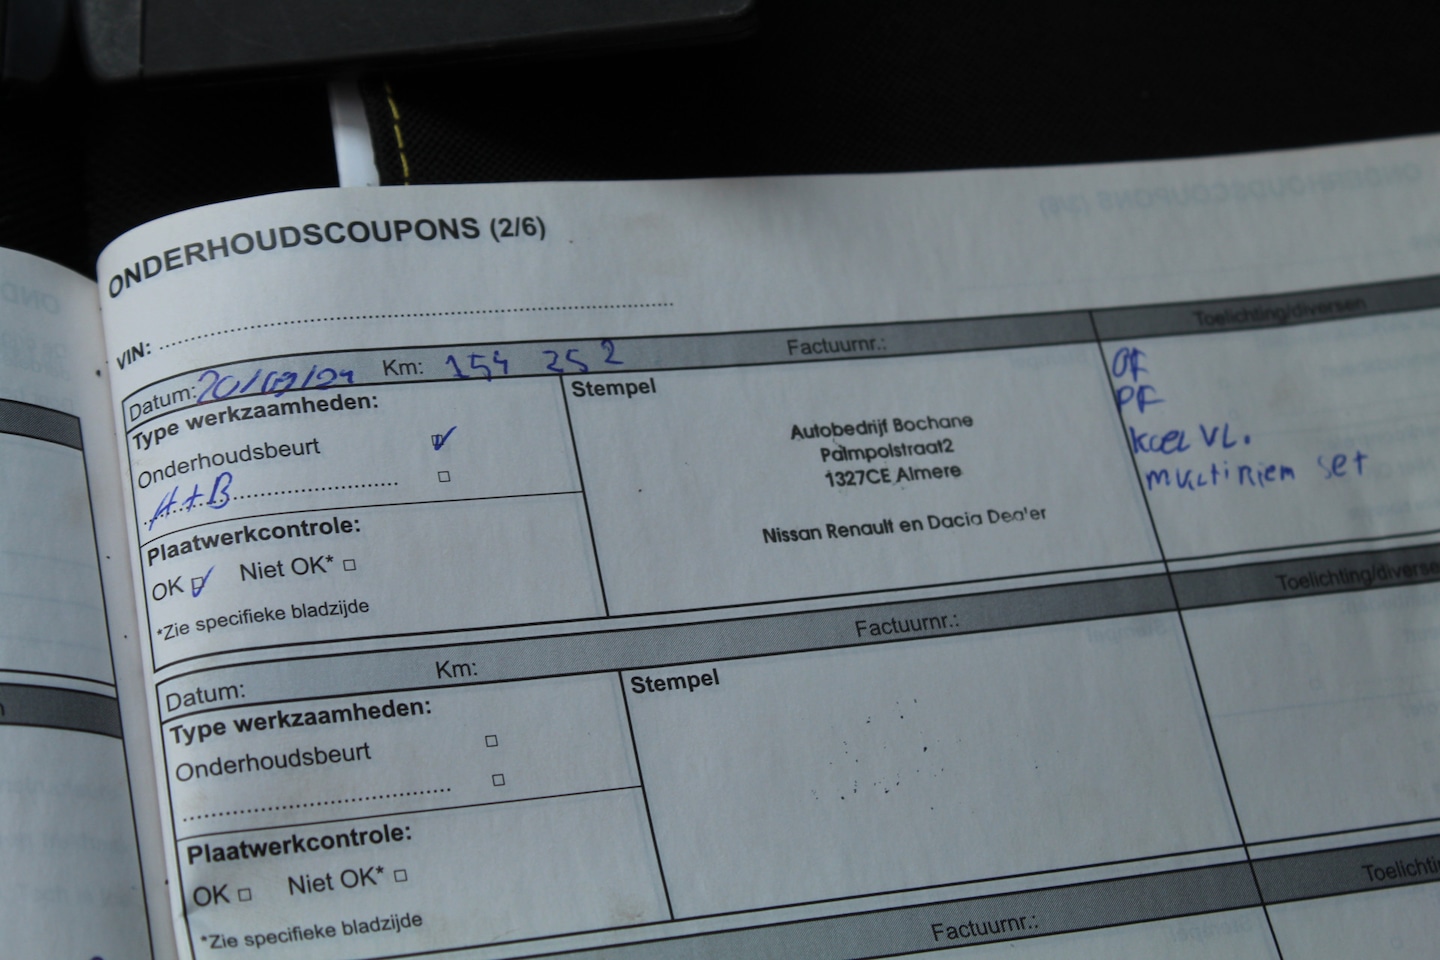 ONDERHOUDSCOUPONS (2/6)
VIN:
Toelichting/diversen
Datum: 20/07/24 Km: 154 252 Factuurnr.:
Type werkzaamheden:
Stempel
Onderhoudsbeurt
A+B
Autobedrijf Bochane
Palmpolstraat2
1327CE Almere
Nissan Renault en Dacia Dealer
OF
PF
koel VL.
multiriem set
Plaatwerkcontrole:
OK Niet OK*
*Zie specifieke bladzijde
Toelichting/diverse
Datum: Km: Factuurnr.:
Type werkzaamheden:
Stempel
Onderhoudsbeurt
Plaatwerkcontrole:
OK Niet OK*
*Zie specifieke bladzijde
Factuurnr.:
Toelichti